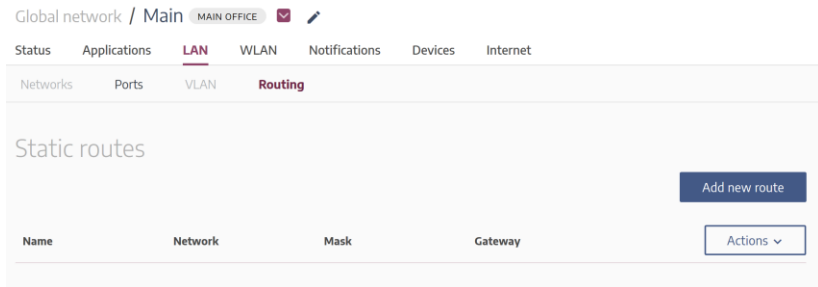 Global network / Main MAIN OFFICE
Status Applications LAN WLAN Notifications Devices Internet
Networks Ports VLAN Routing
Static routes
Add new route
Name Network Mask Gateway Actions